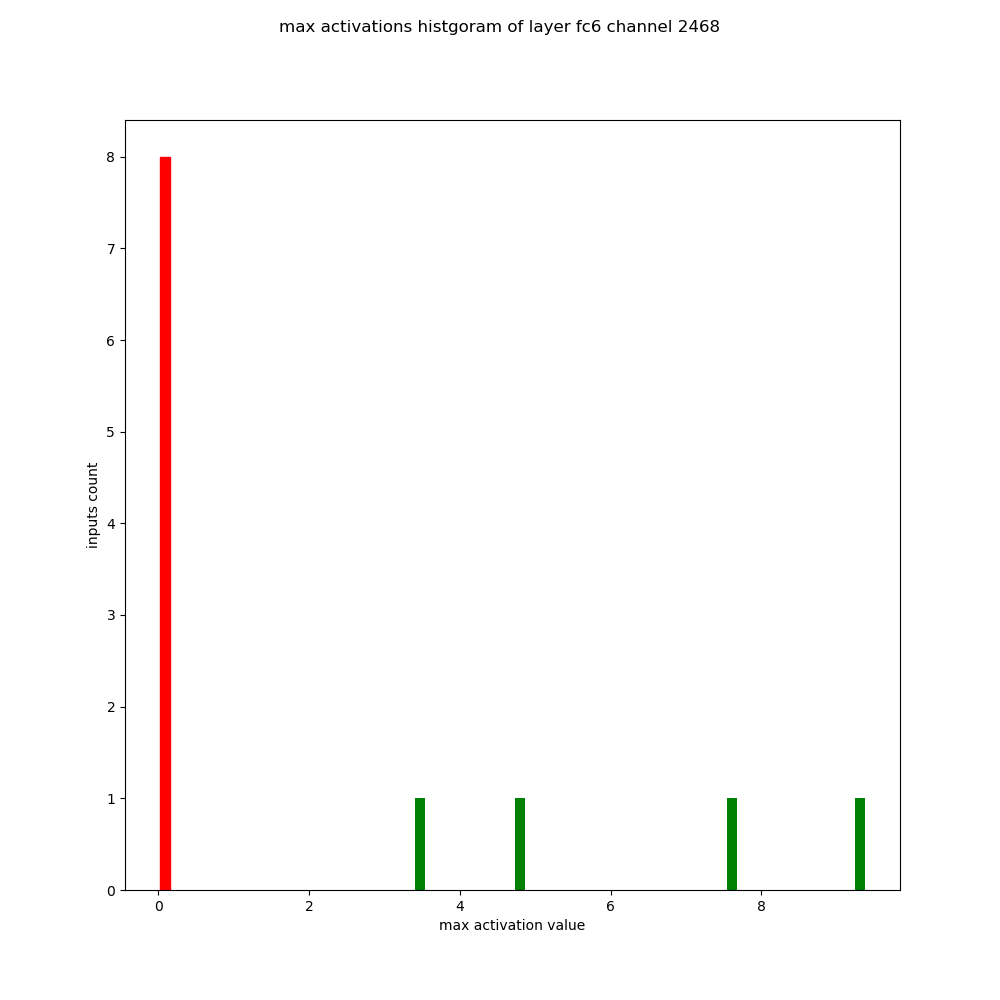 max activations histgoram of layer fc6 channel 2468
8
7
6
5
4
3
2
1
0
inputs count
0 2 4 6 8
max activation value